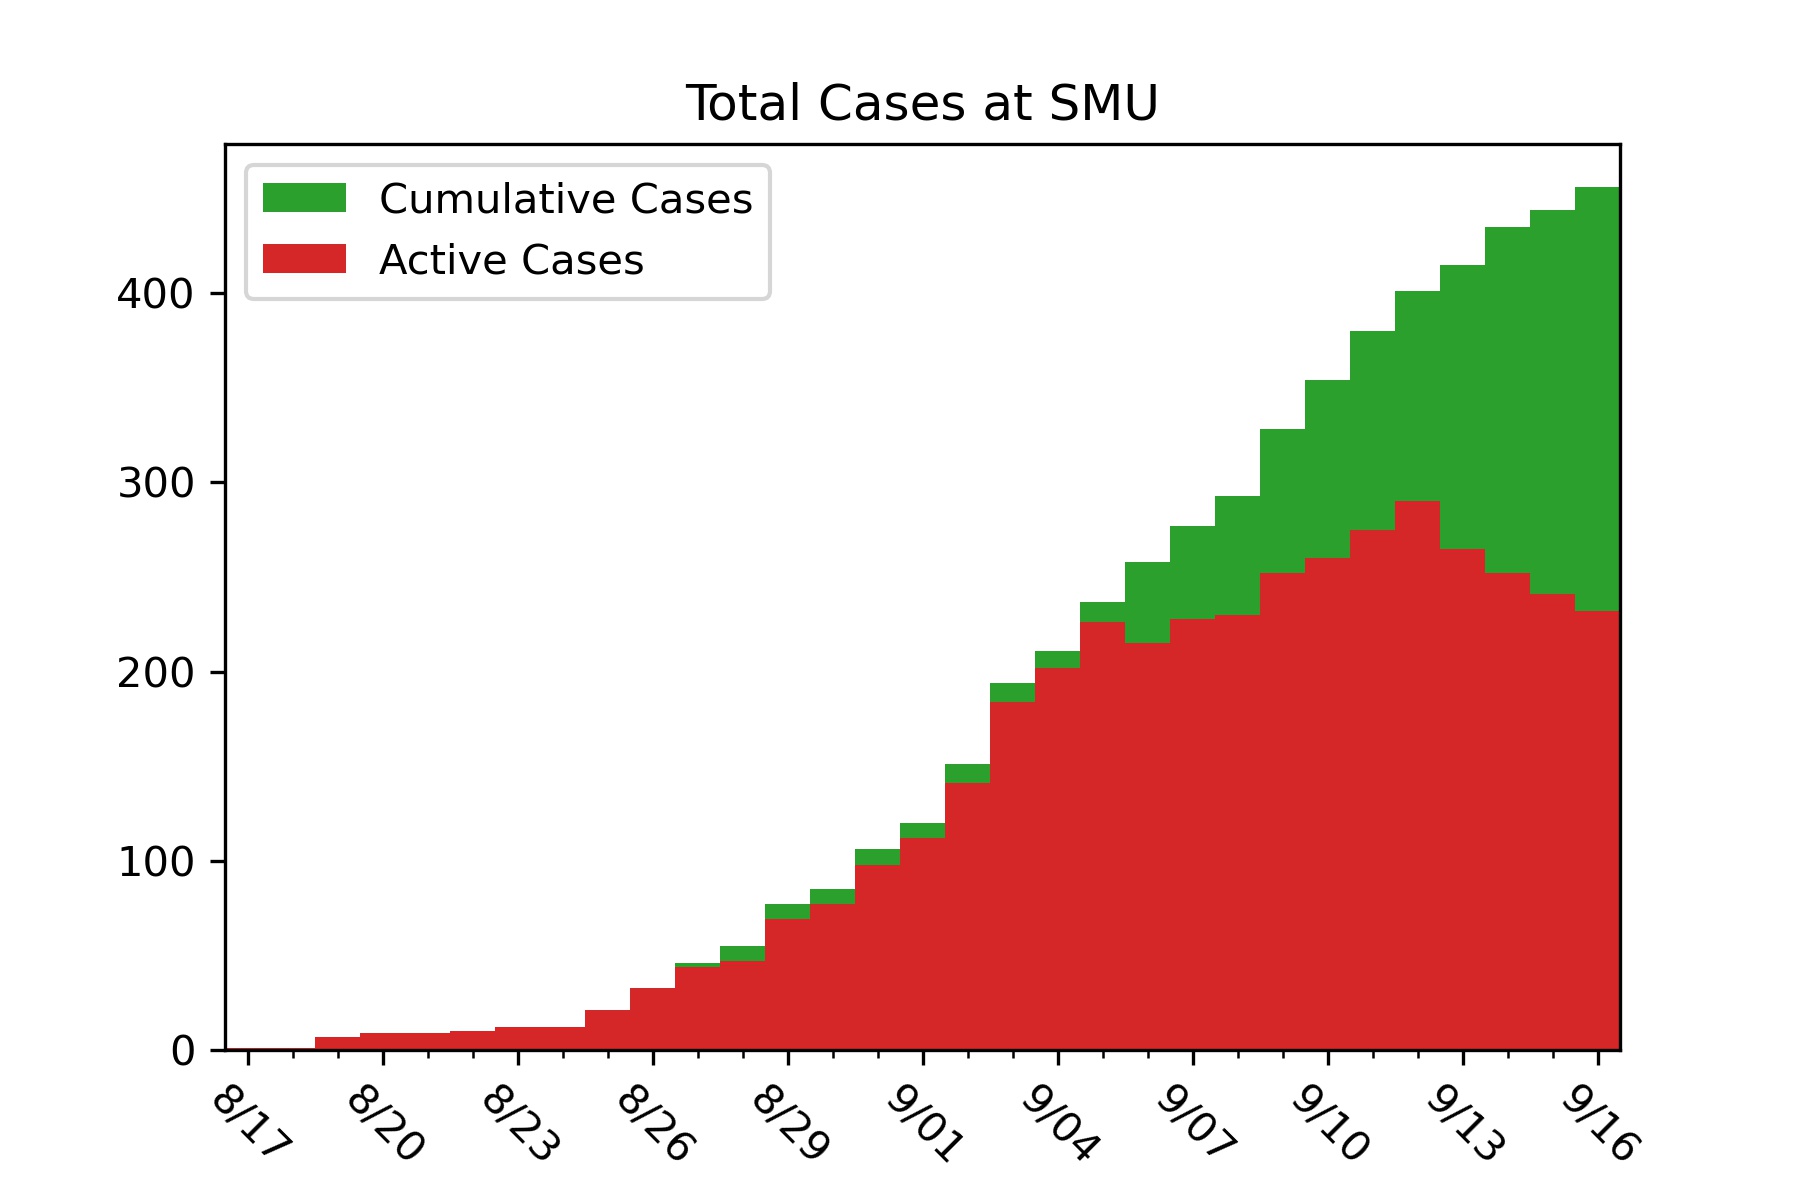 Total Cases at SMU
Cumulative Cases
Active Cases
400
300
200
100
0
8/17 8/20 8/23 8/26 8/29 9/01 9/04 9/07 9/10 9/13 9/16